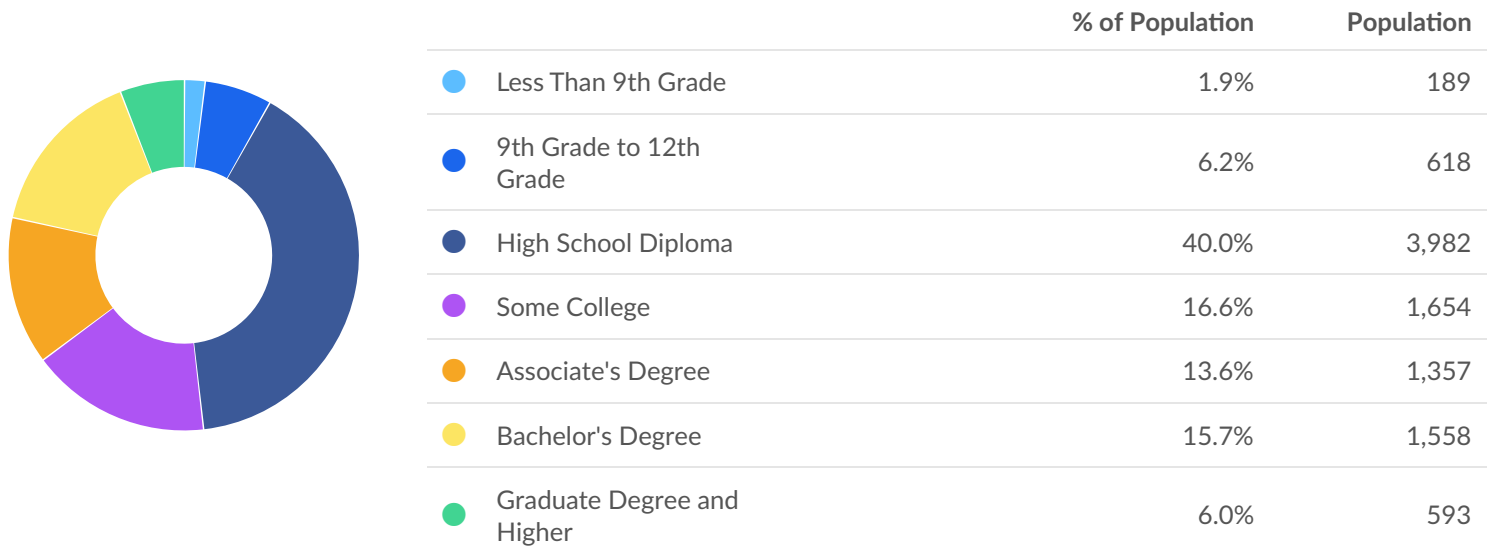 % of Population Population
Less Than 9th Grade 1.9% 189
9th Grade to 12th
Grade 6.2% 618
High School Diploma 40.0% 3,982
Some College 16.6% 1,654
Associate's Degree 13.6% 1,357
Bachelor's Degree 15.7% 1,558
Graduate Degree and
Higher 6.0% 593